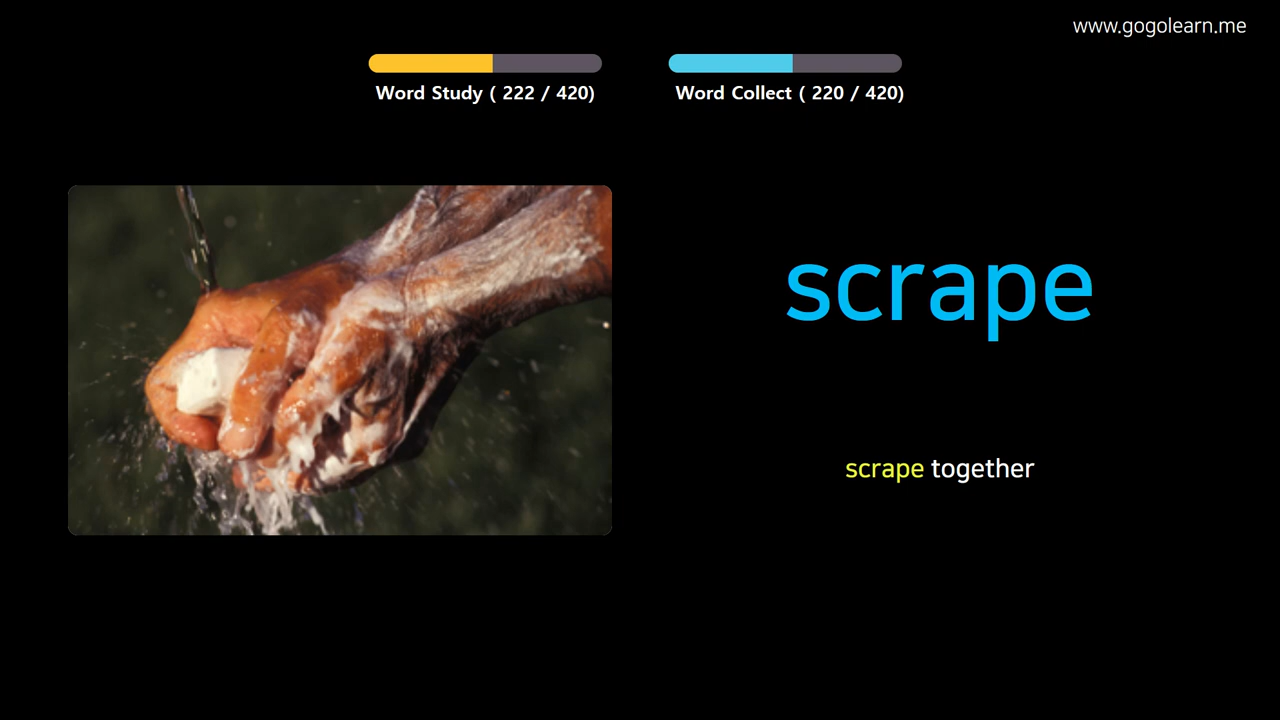 www.gogolearn.me
Word Study ( 222 / 420)
Word Collect ( 220 / 420)
scrape
scrape together